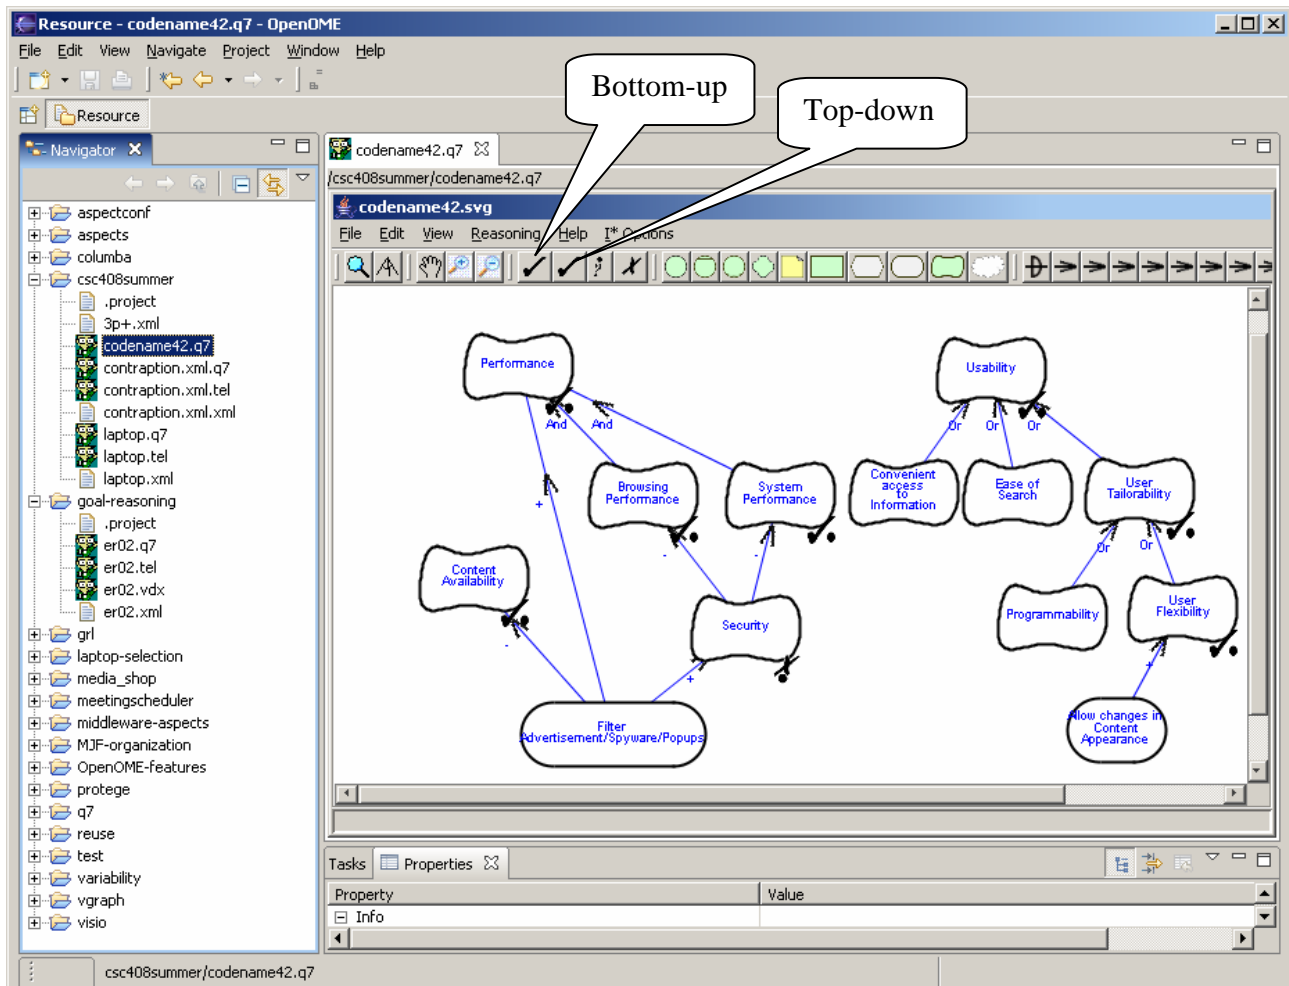 Resource - codename42.q7 - OpenOME
File Edit View Navigate Project Window Help
Bottom-up
Top-down
Resource
Navigator
codename42.q7
/csc408summer/codename42.q7
codename42.svg
File Edit View Reasoning Help I* Options
aspectconf
aspects
columba
csc408summer
.project
3p+.xml
codename42.q7
contraption.xml.q7
contraption.xml.tel
contraption.xml.xml
laptop.q7
laptop.tel
laptop.xml
goal-reasoning
.project
er02.q7
er02.tel
er02.vdx
er02.xml
grl
laptop-selection
media_shop
meetingscheduler
middleware-aspects
MJF-organization
OpenOME-features
protege
q7
reuse
test
variability
vgraph
visio
Performance
Usability
And And
Or Or Or
Browsing
Performance
System
Performance
Convenient
access
to
Information
Ease of
Search
User
Tailorability
+
- -
Or Or
Content
Availability
Security
Programmability
User
Flexibility
-
+
+
Filter
Advertisement/Spyware/Popups
Allow changes in
Content
Appearance
Tasks Properties
Property Value
Info
csc408summer/codename42.q7